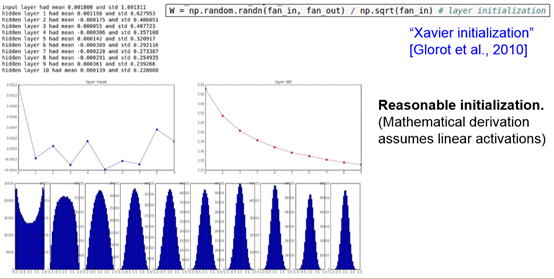 input layer had mean 0.001800 and std 1.001311
hidden layer 1 had mean 0.001198 and std 0.627953
hidden layer 2 had mean -0.000175 and std 0.486051
hidden layer 3 had mean 0.000055 and std 0.407723
hidden layer 4 had mean -0.000306 and std 0.357108
hidden layer 5 had mean 0.000142 and std 0.320917
hidden layer 6 had mean -0.000389 and std 0.292116
hidden layer 7 had mean -0.000228 and std 0.273387
hidden layer 8 had mean -0.000291 and std 0.254935
hidden layer 9 had mean 0.000361 and std 0.239266
hidden layer 10 had mean 0.000139 and std 0.228008
W = np.random.randn(fan_in, fan_out) / np.sqrt(fan_in) # layer initialization
“Xavier initialization”
[Glorot et al., 2010]
layer mean
layer std
Reasonable initialization.
(Mathematical derivation
assumes linear activations)